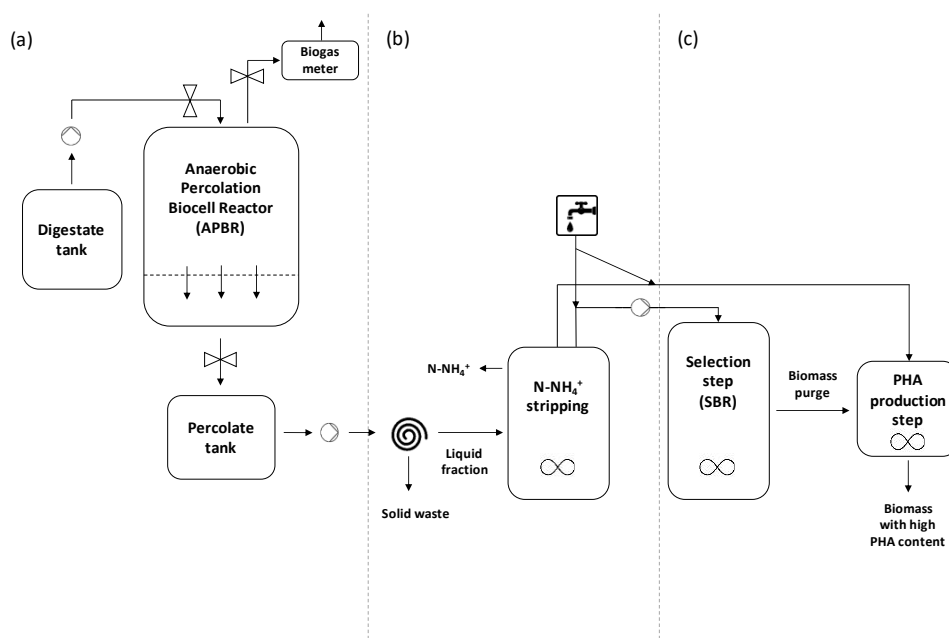 (a)
Biogas
meter
Anaerobic
Percolation
Biocell Reactor
(APBR)
Digestate
tank
Percolate
tank
(b)
N-NH₄⁺
N-NH₄⁺
stripping
Liquid
fraction
Solid waste
(c)
Selection
step
(SBR)
Biomass
purge
PHA
production
step
Biomass
with high
PHA content